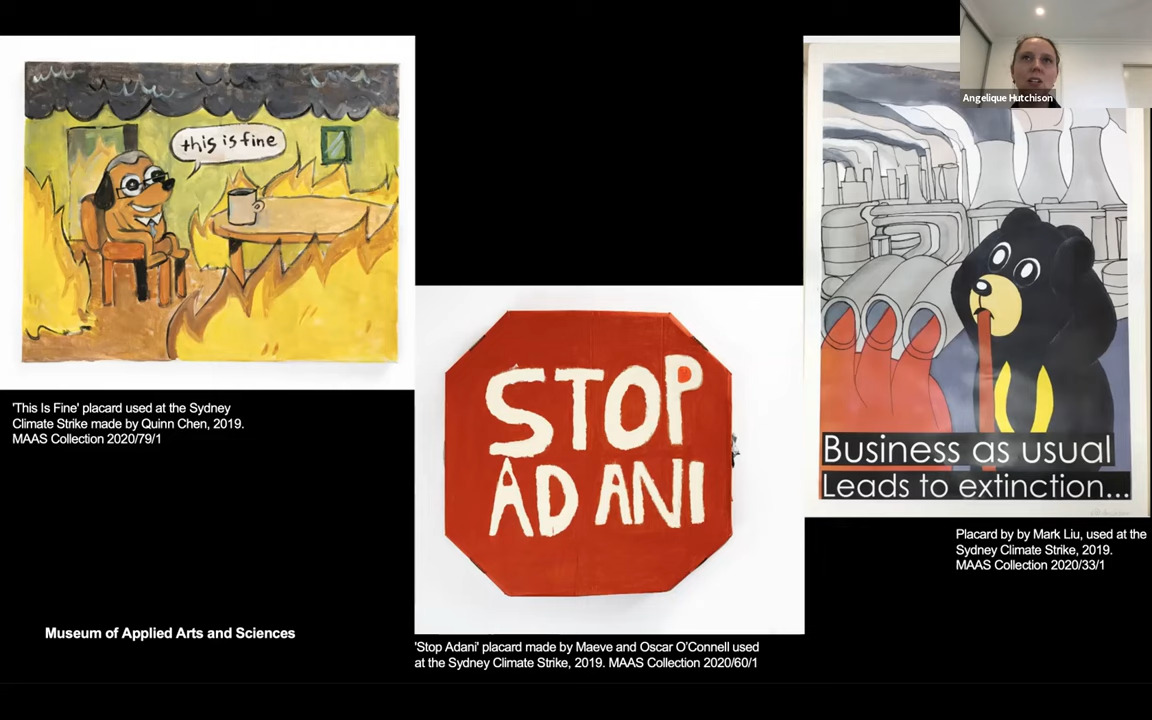 this is fine
Angelique Hutchison
'This Is Fine' placard used at the Sydney
Climate Strike made by Quinn Chen, 2019.
MAAS Collection 2020/79/1
STOP
ADANI
Business as usual
Leads to extinction...
Placard by by Mark Liu, used at the
Sydney Climate Strike, 2019.
MAAS Collection 2020/33/1
Museum of Applied Arts and Sciences
'Stop Adani' placard made by Maeve and Oscar O'Connell used
at the Sydney Climate Strike, 2019. MAAS Collection 2020/60/1